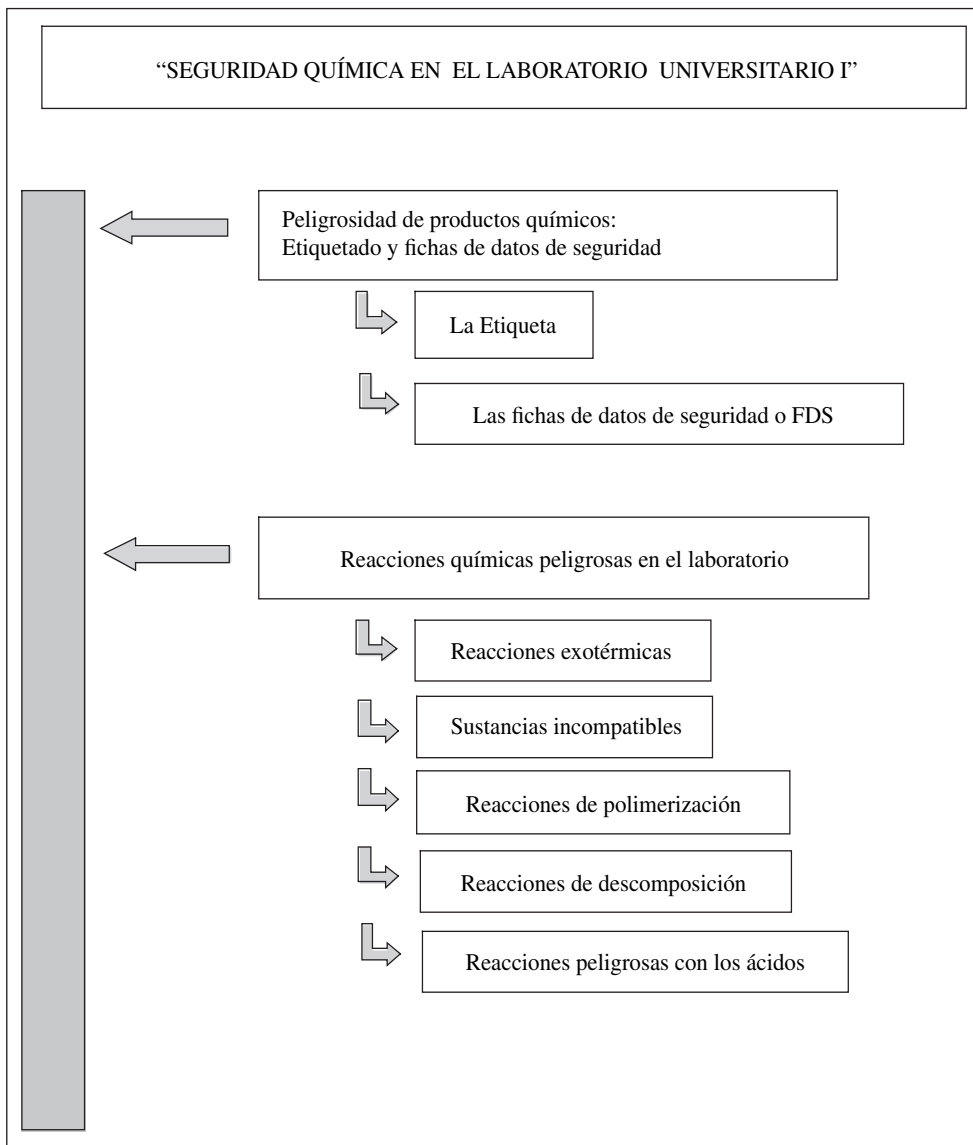 “SEGURIDAD QUÍMICA EN EL LABORATORIO UNIVERSITARIO I”
Peligrosidad de productos químicos:
Etiquetado y fichas de datos de seguridad
La Etiqueta
Las fichas de datos de seguridad o FDS
Reacciones químicas peligrosas en el laboratorio
Reacciones exotérmicas
Sustancias incompatibles
Reacciones de polimerización
Reacciones de descomposición
Reacciones peligrosas con los ácidos